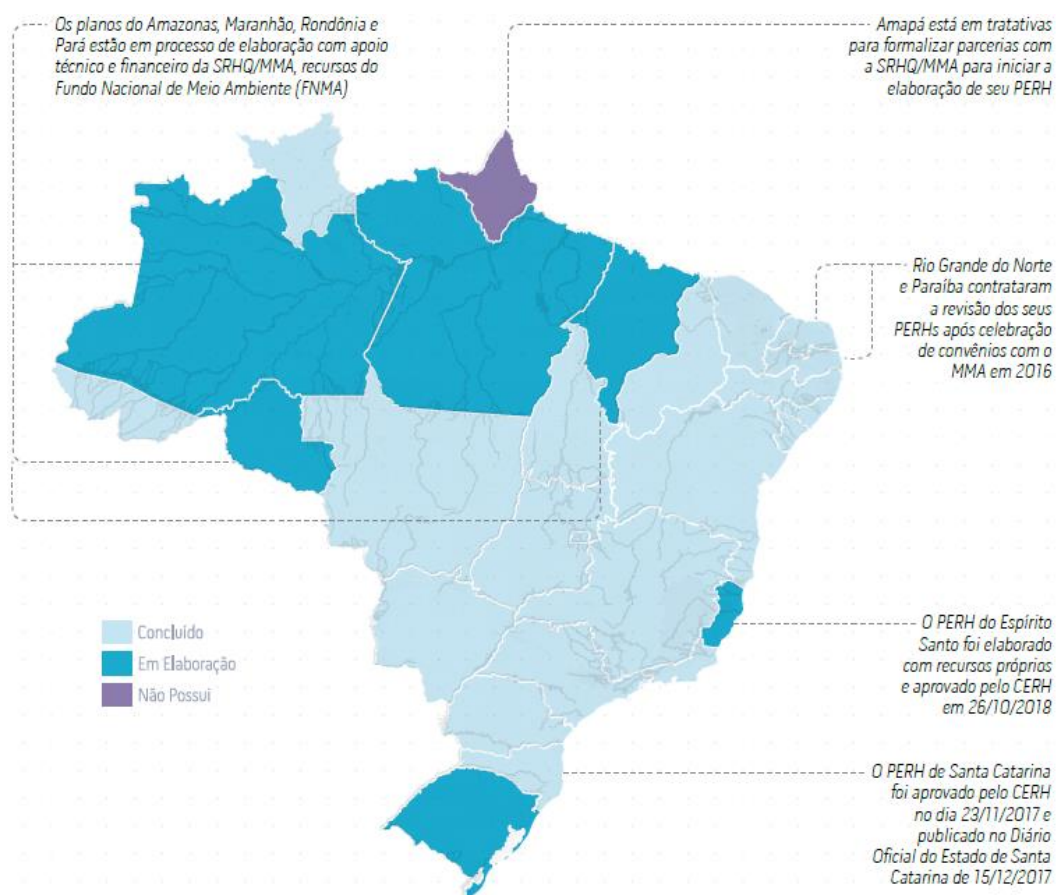 Os planos do Amazonas, Maranhão, Rondônia e
Pará estão em processo de elaboração com apoio
técnico e financeiro da SRHQ/MMA, recursos do
Fundo Nacional de Meio Ambiente (FNMA)
Amapá está em tratativas
para formalizar parcerias com
a SRHQ/MMA para iniciar a
elaboração de seu PERH
Rio Grande do Norte
e Paraíba contrataram
a revisão dos seus
PERHs após celebração
de convênios com o
MMA em 2016
Concluído
Em Elaboração
Não Possui
O PERH do Espírito
Santo foi elaborado
com recursos próprios
e aprovado pelo CERH
em 26/10/2018
O PERH de Santa Catarina
foi aprovado pelo CERH
no dia 23/11/2017 e
publicado no Diário
Oficial do Estado de Santa
Catarina de 15/12/2017